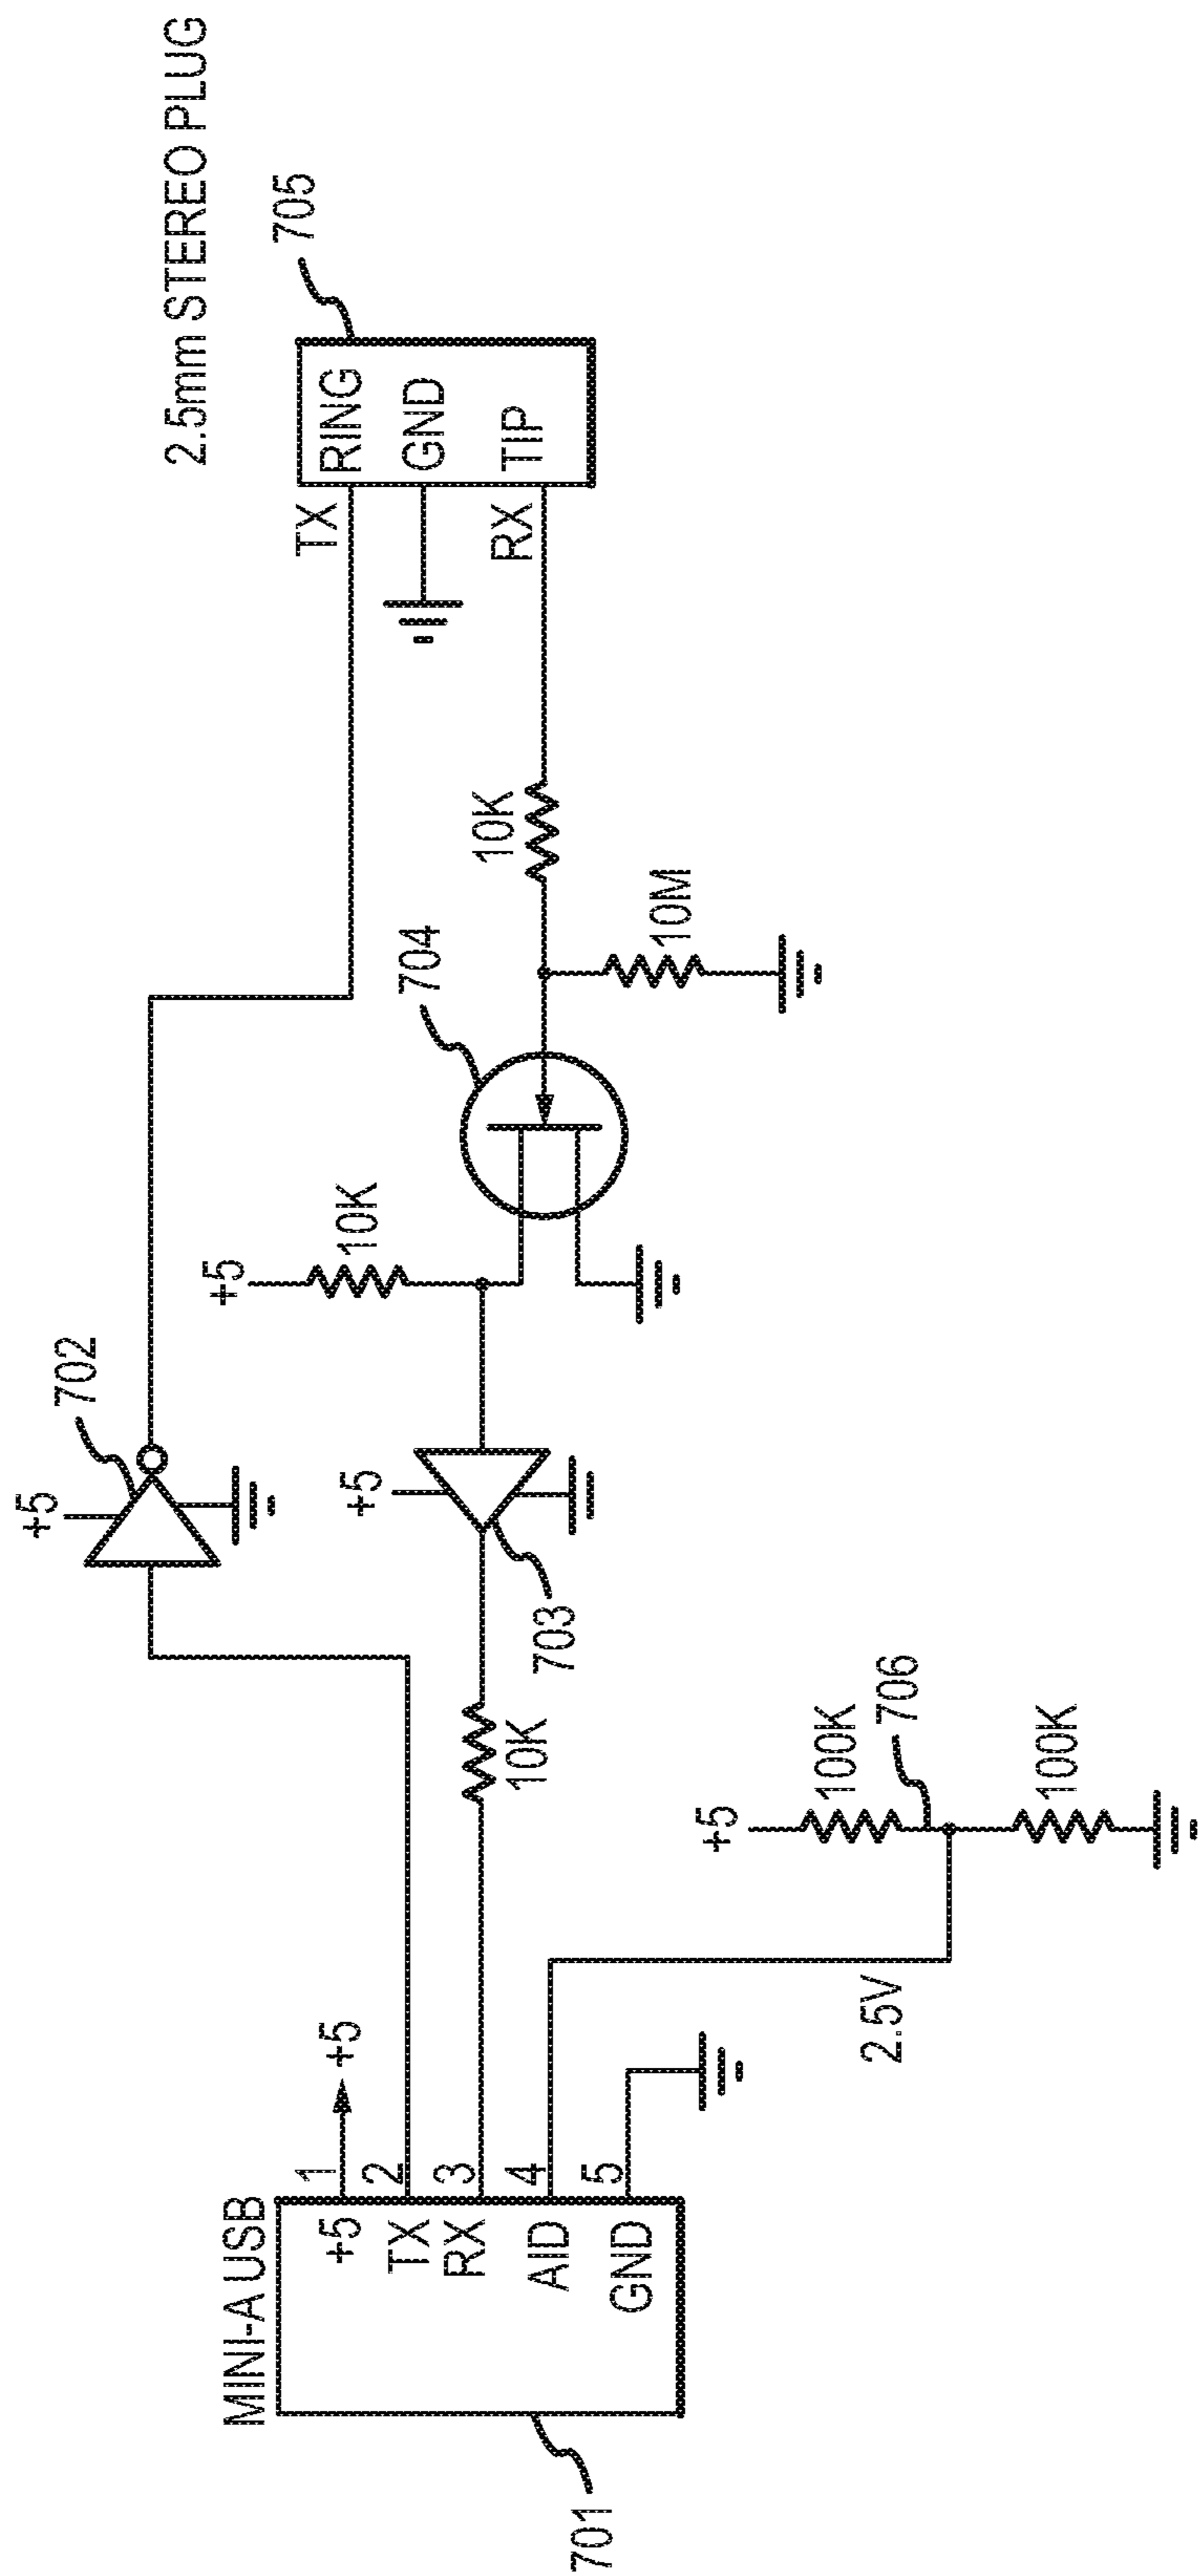 2.5mm STEREO PLUG
705
TX
RING
GND
RX
TIP
+5
702
+5
10K
704
10K
10M
+5
703
10K
MINI-A USB
701
+5
1
+5
TX
2
RX
3
AID
4
GND
5
2.5V
+5
100K
706
100K